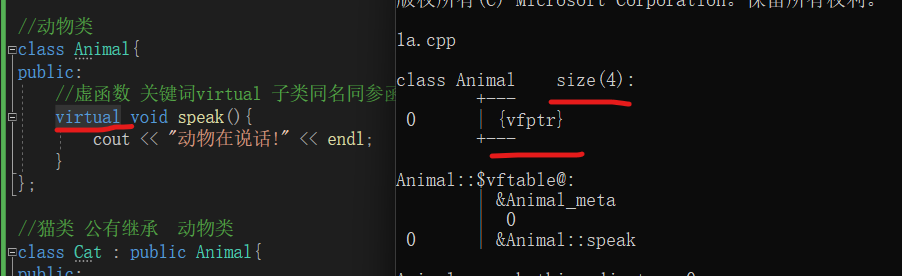 //动物类
class Animal{
public:
//虚函数 关键词virtual 子类同名同参
virtual void speak(){
cout << "动物在说话!" << endl;
}
};
//猫类 公有继承 动物类
class Cat : public Animal{
public:
版权所有(C) Microsoft Corporation。保留所有权利。
la.cpp
class Animal size(4):
+---
0 | {vfptr}
+---
Animal::$vftable@:
| &Animal_meta
| 0
0 | &Animal::speak